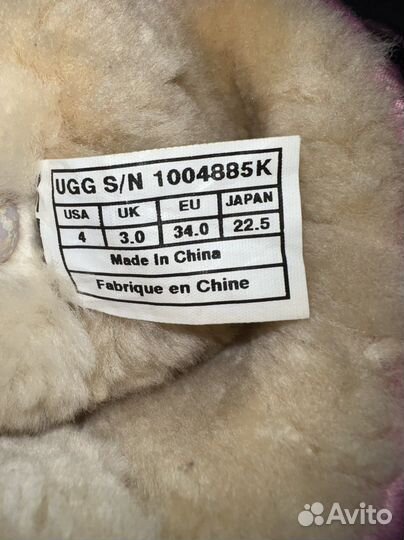 UGG S/N 1004885K
USA UK EU JAPAN
4 3.0 34.0 22.5
Made In China
Fabrique en Chine
Avito